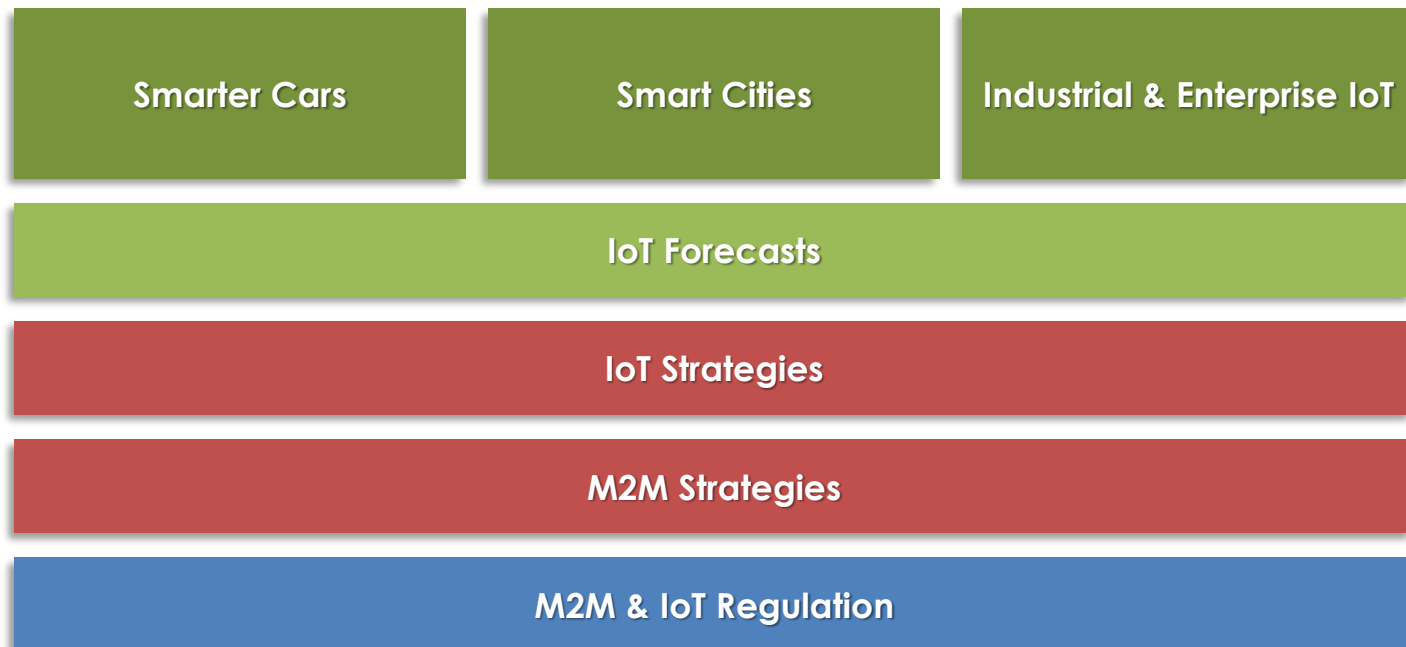 Smarter Cars
Smart Cities
Industrial & Enterprise IoT
IoT Forecasts
IoT Strategies
M2M Strategies
M2M & IoT Regulation